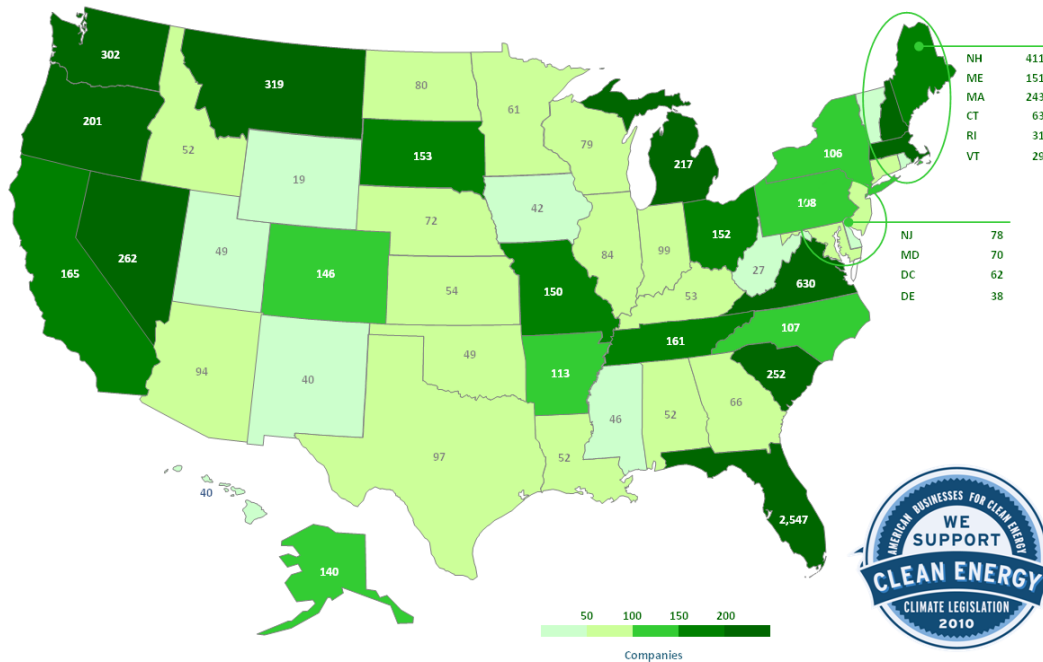 302
319
80
61
NH 411
ME 151
MA 243
CT 63
RI 31
VT 29
201
52
153
79
217
106
19
198
42
72
NJ 78
MD 70
DC 62
DE 38
49
262
165
146
84
99
152
27
630
54
150
53
107
161
94
40
49
113
252
46
52
66
97
52
40
2,547
140
AMERICAN BUSINESSES FOR CLEAN ENERGY
WE
SUPPORT
CLEAN ENERGY
CLIMATE LEGISLATION
2010
50 100 150 200
Companies